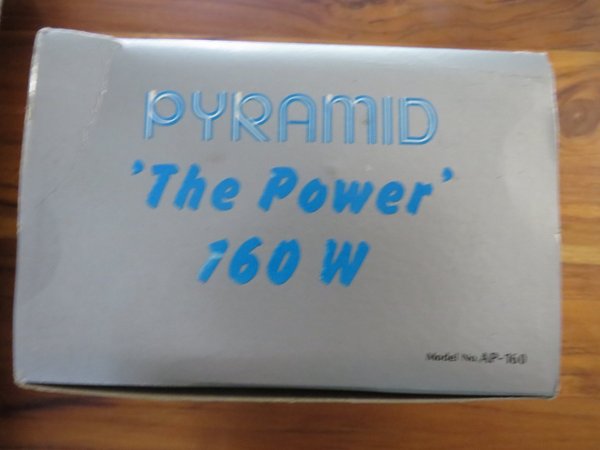 PYRAMID
'The Power'
160 W
Model No. AP-160